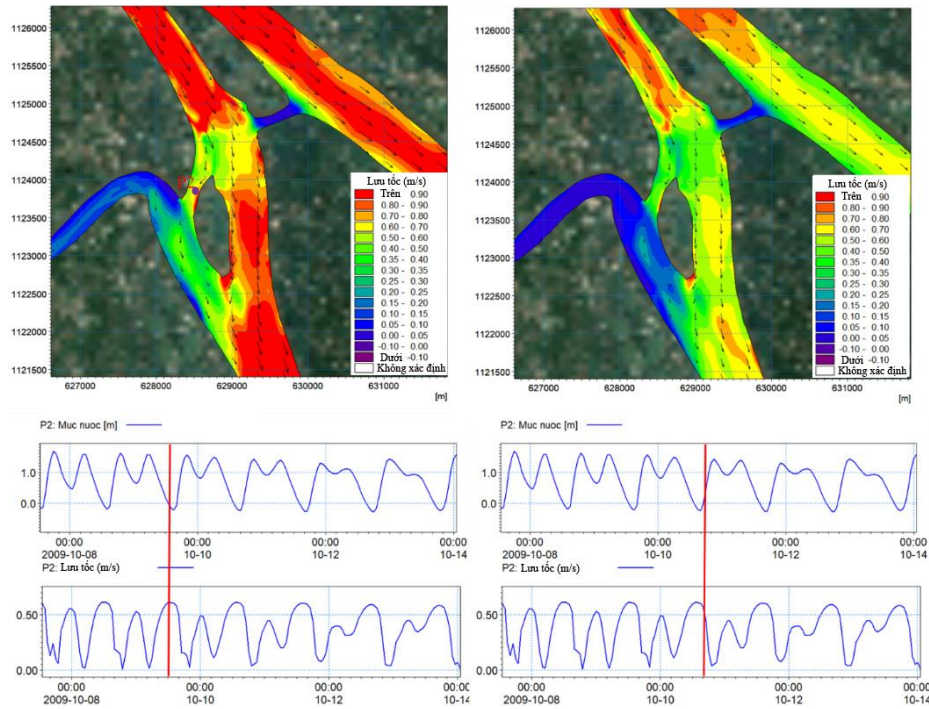 1126000
1125500
1125000
1124500
1124000
1123500
1123000
1122500
1122000
1121500
627000 628000 629000 630000 631000
[m]
Lưu tốc (m/s)
Trên 0.90
0.80 - 0.90
0.70 - 0.80
0.60 - 0.70
0.50 - 0.60
0.40 - 0.50
0.35 - 0.40
0.30 - 0.35
0.25 - 0.30
0.20 - 0.25
0.15 - 0.20
0.10 - 0.15
0.05 - 0.10
0.00 - 0.05
-0.10 - 0.00
Dưới -0.10
Không xác định
1126000
1125500
1125000
1124500
1124000
1123500
1123000
1122500
1122000
1121500
627000 628000 629000 630000 631000
[m]
Lưu tốc (m/s)
Trên 0.90
0.80 - 0.90
0.70 - 0.80
0.60 - 0.70
0.50 - 0.60
0.40 - 0.50
0.35 - 0.40
0.30 - 0.35
0.25 - 0.30
0.20 - 0.25
0.15 - 0.20
0.10 - 0.15
0.05 - 0.10
0.00 - 0.05
-0.10 - 0.00
Dưới -0.10
Không xác định
P2: Muc nuoc [m]
1.0
0.0
00:00 00:00 00:00 00:00
2009-10-08 10-10 10-12 10-14
P2: Lưu tốc (m/s)
0.50
0.00
00:00 00:00 00:00 00:00
2009-10-08 10-10 10-12 10-14
P2: Muc nuoc [m]
1.0
0.0
00:00 00:00 00:00 00:00
2009-10-08 10-10 10-12 10-14
P2: Lưu tốc (m/s)
0.50
0.00
00:00 00:00 00:00 00:00
2009-10-08 10-10 10-12 10-14